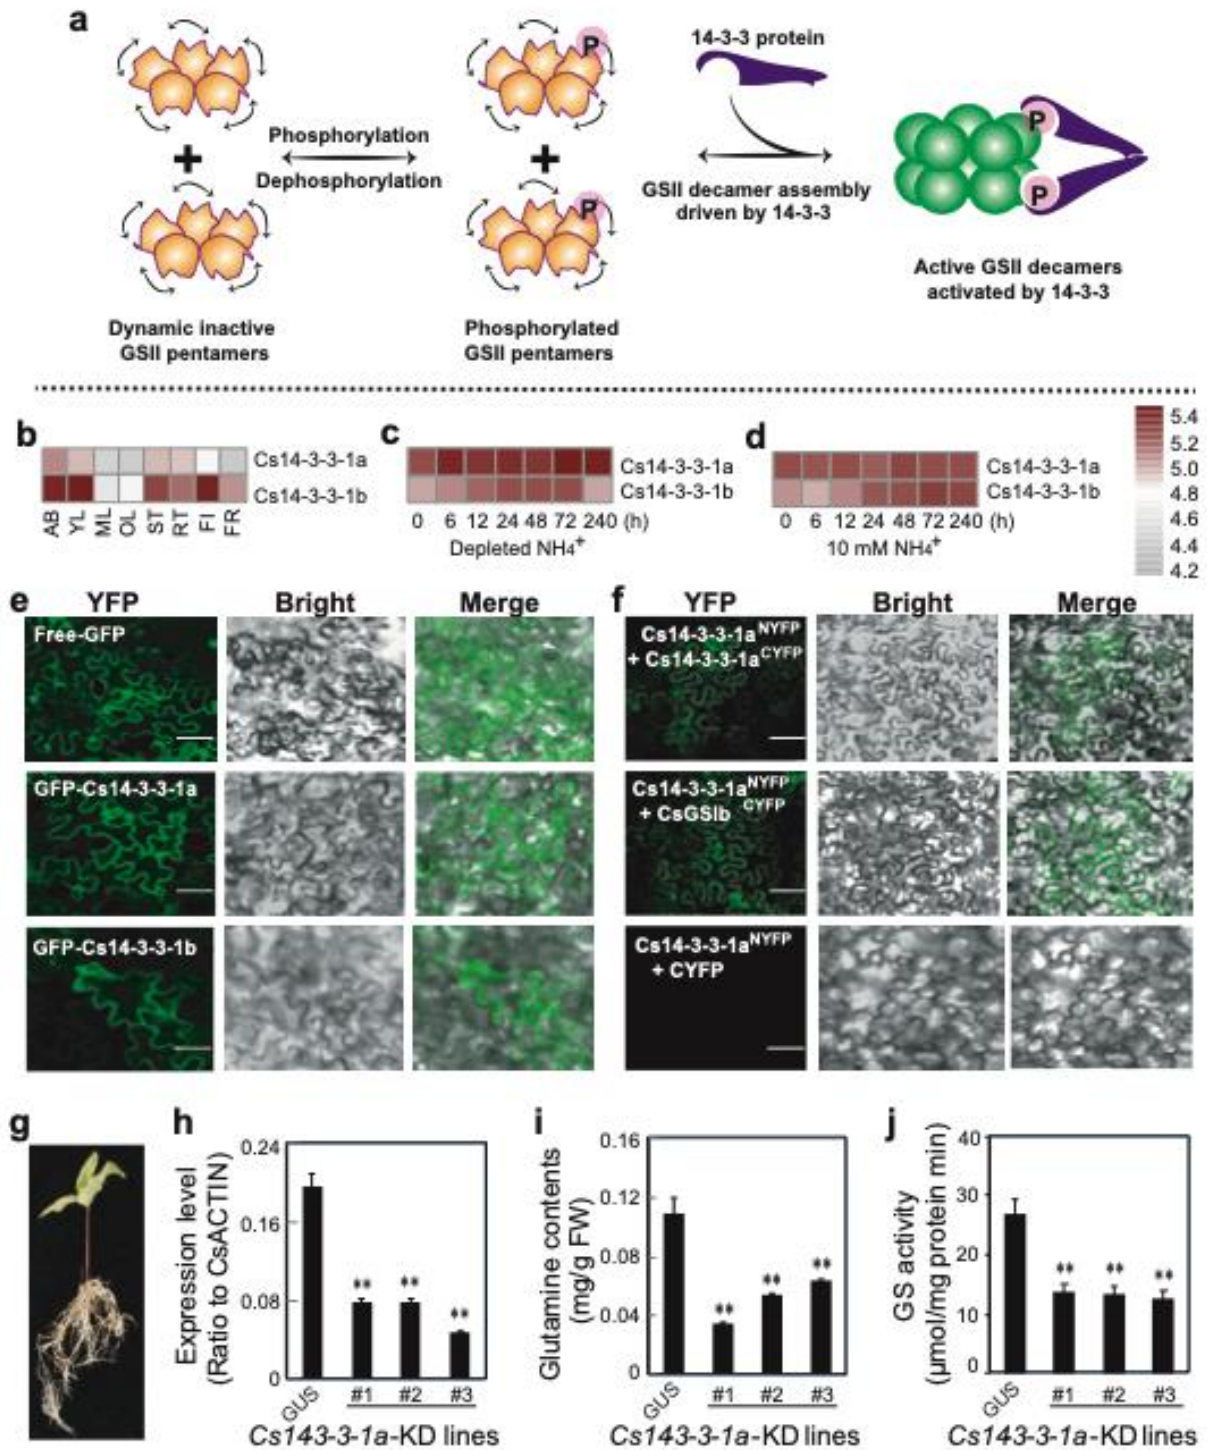 a
P
14-3-3 protein
P
Phosphorylation
Dephosphorylation
+
+
P
P
GSII decamer assembly
driven by 14-3-3
Active GSII decamers
activated by 14-3-3
Dynamic inactive
GSII pentamers
Phosphorylated
GSII pentamers
b
Cs14-3-3-1a
Cs14-3-3-1b
AB YL ML OL ST RT FI FR
c
Cs14-3-3-1a
Cs14-3-3-1b
0 6 12 24 48 72 240 (h)
Depleted NH₄⁺
d
Cs14-3-3-1a
Cs14-3-3-1b
0 6 12 24 48 72 240 (h)
10 mM NH₄⁺
5.4
5.2
5.0
4.8
4.6
4.4
4.2
e
YFP Bright Merge
Free-GFP
GFP-Cs14-3-3-1a
GFP-Cs14-3-3-1b
f
YFP Bright Merge
Cs14-3-3-1a NYFP
+ Cs14-3-3-1a CYFP
Cs14-3-3-1a NYFP
+ CsGSIb CYFP
Cs14-3-3-1a NYFP
+ CYFP
g
h
Expression level
(Ratio to CsACTIN)
0.24
0.16
0.08
0
** ** **
GUS #1 #2 #3
Cs143-3-1a-KD lines
i
Glutamine contents
(mg/g FW)
0.16
0.12
0.08
0.04
0
** ** **
GUS #1 #2 #3
Cs143-3-1a-KD lines
j
GS activity
(µmol/mg protein min)
40
30
20
10
0
** ** **
GUS #1 #2 #3
Cs143-3-1a-KD lines